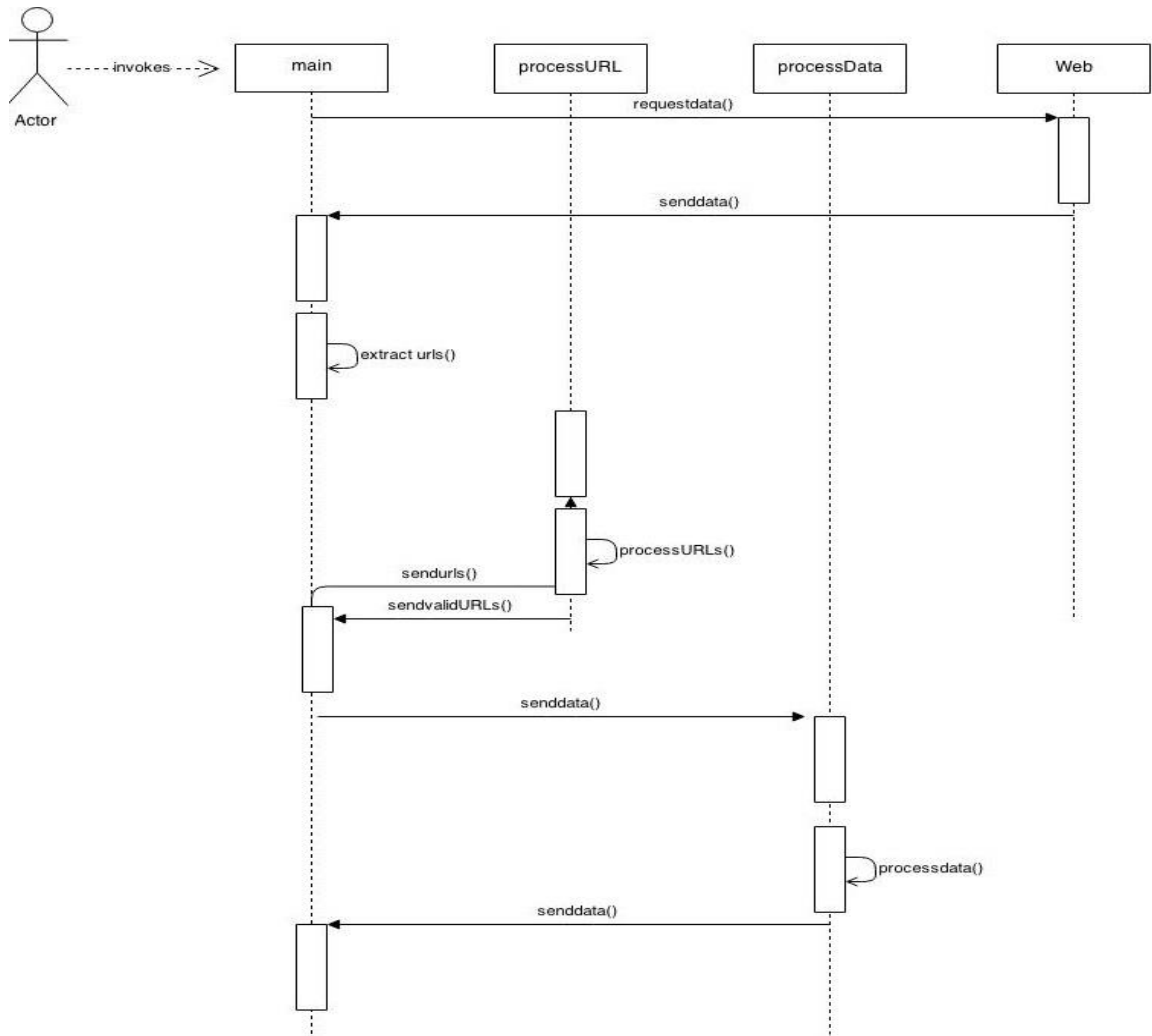 invokes
main
processURL
processData
Web
Actor
requestdata()
senddata()
extract urls()
processURLs()
sendurls()
sendvalidURLs()
senddata()
processdata()
senddata()